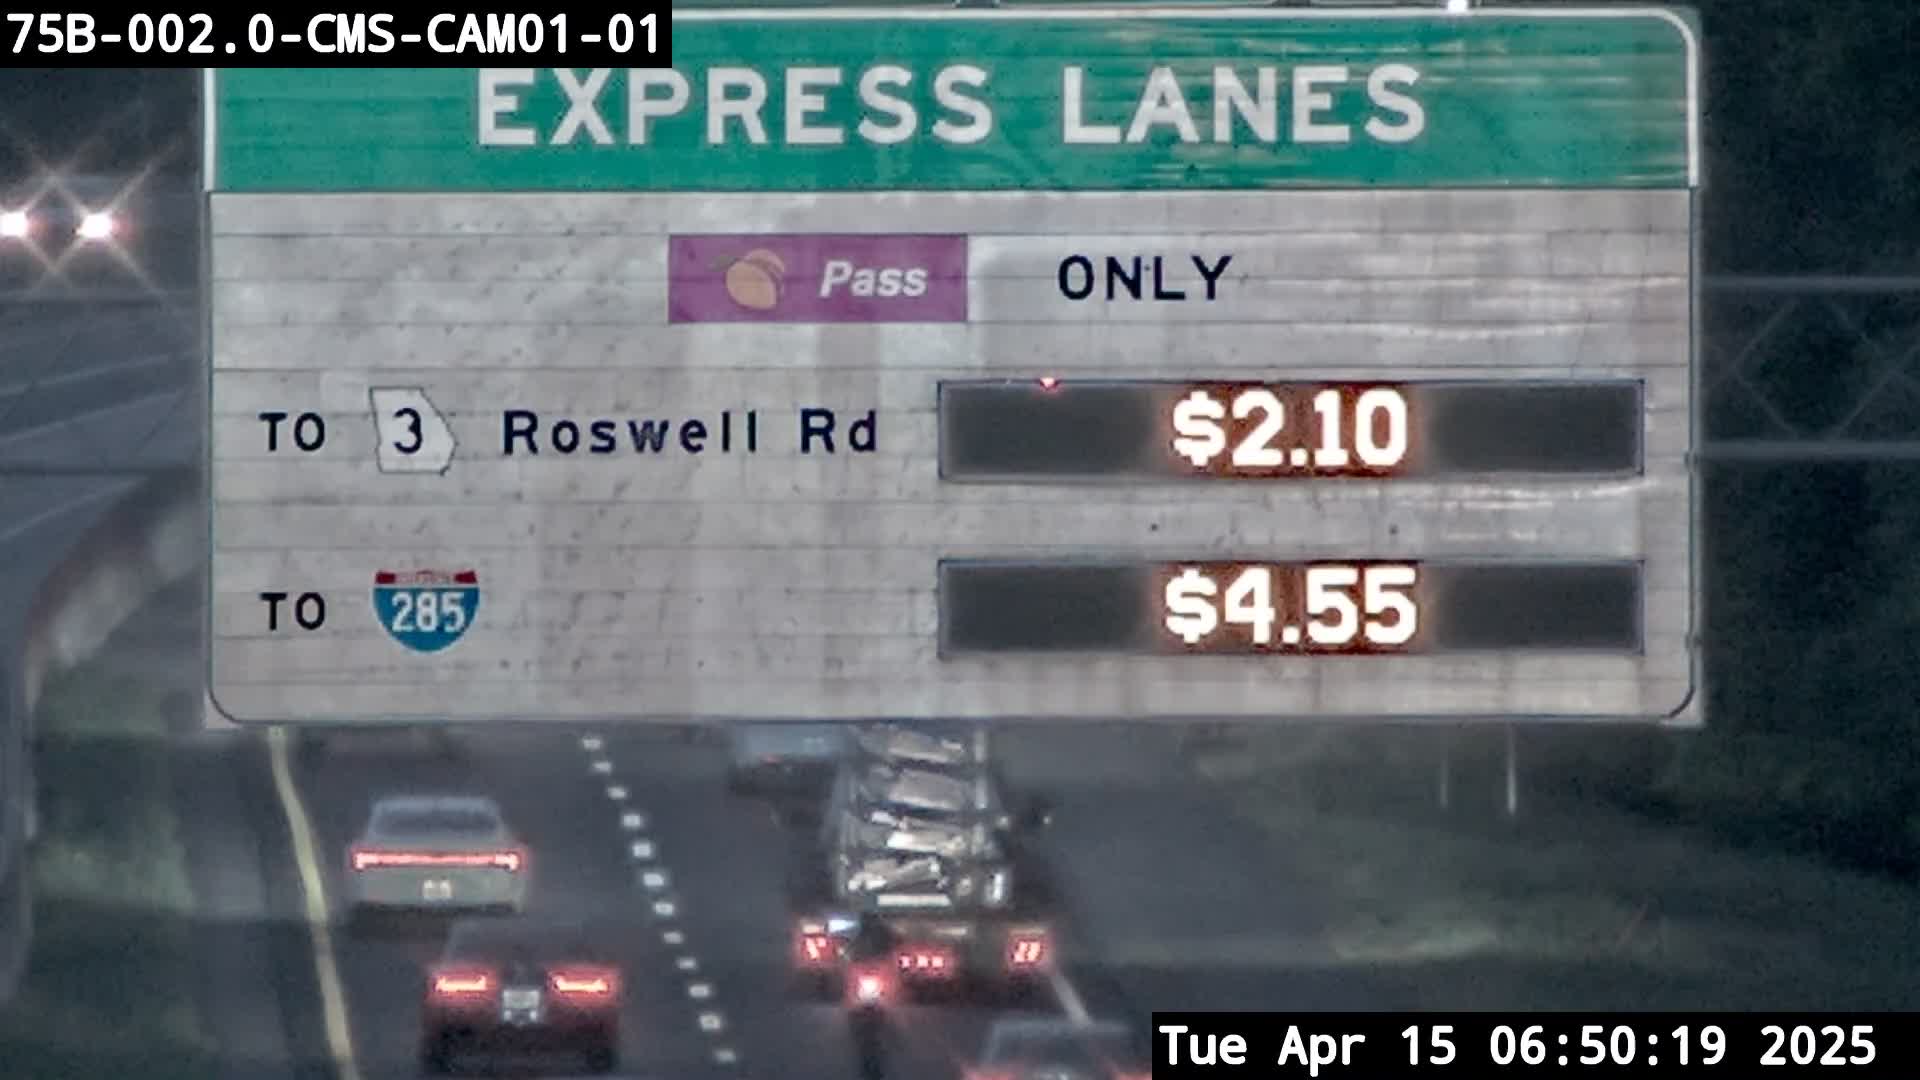 75B-002.0-CMS-CAM01-01
EXPRESS LANES
Pass ONLY
TO 3 Roswell Rd $2.10
TO 285 $4.55
Tue Apr 15 06:50:19 2025